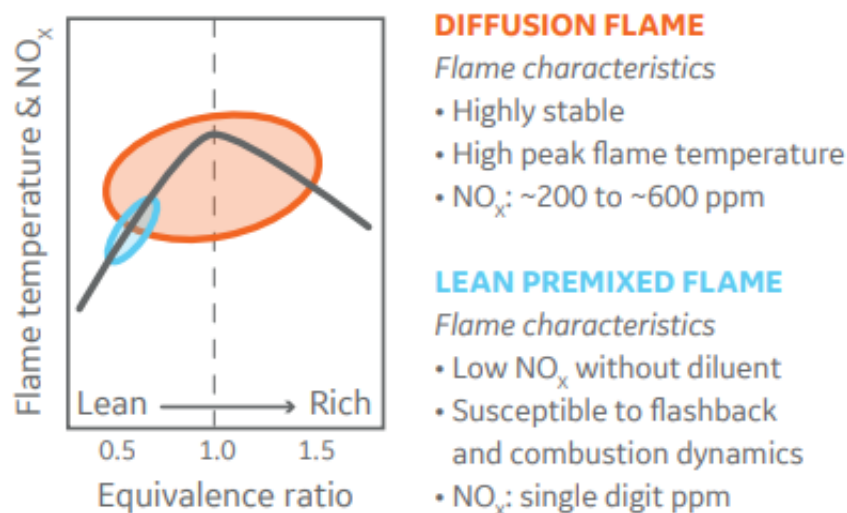 Flame temperature & NOₓ
Lean
Rich
0.5 1.0 1.5
Equivalence ratio
DIFFUSION FLAME
Flame characteristics
• Highly stable
• High peak flame temperature
• NOₓ: ~200 to ~600 ppm
LEAN PREMIXED FLAME
Flame characteristics
• Low NOₓ without diluent
• Susceptible to flashback
and combustion dynamics
• NOₓ: single digit ppm